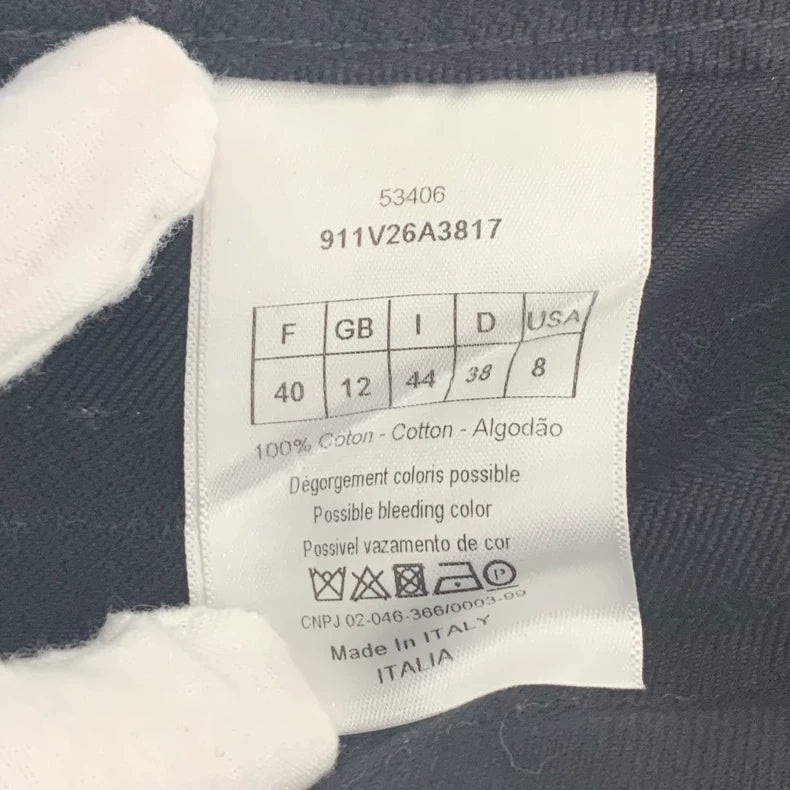 53406
911V26A3817
F GB I D USA
40 12 44 38 8
100% Coton - Cotton - Algodão
Dégorgement coloris possible
Possible bleeding color
Possivel vazamento de cor
P
CNPJ 02-046-366/0003-99
Made In ITALY
ITALIA